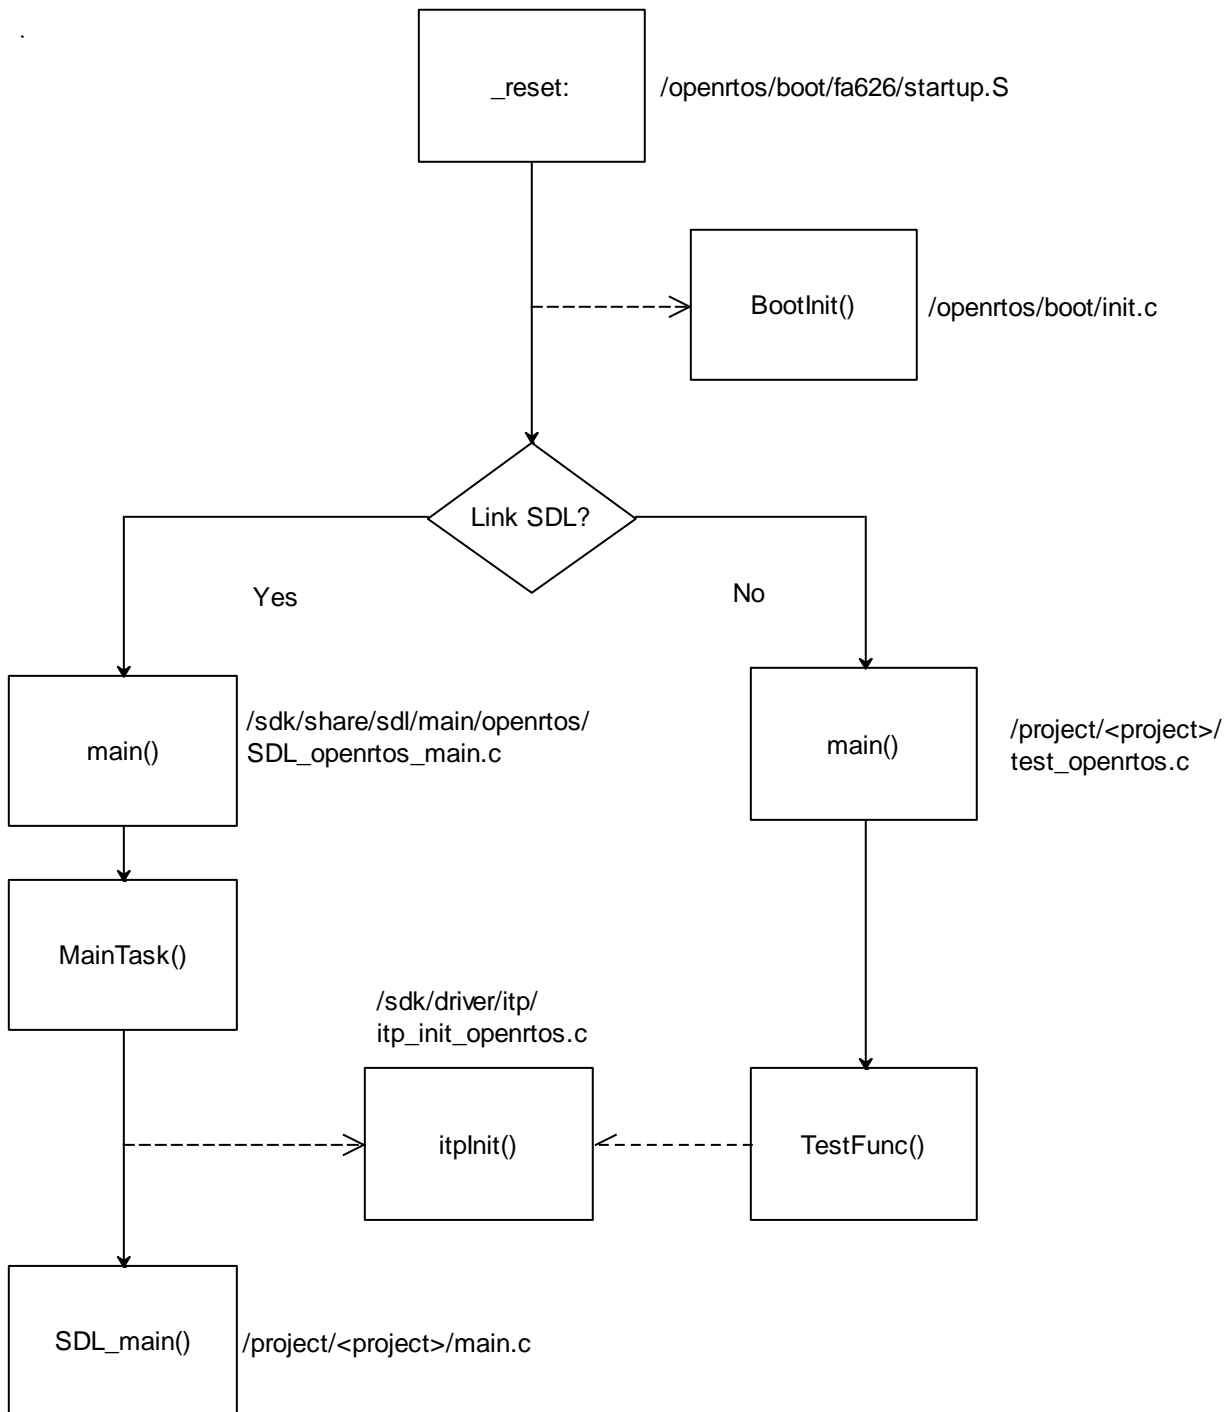 _reset:
/openrtos/boot/fa626/startup.S
BootInit()
/openrtos/boot/init.c
Link SDL?
Yes
No
main()
/sdk/share/sdl/main/openrtos/
SDL_openrtos_main.c
main()
/project/<project>/
test_openrtos.c
MainTask()
/sdk/driver/itp/
itp_init_openrtos.c
itpInit()
TestFunc()
SDL_main()
/project/<project>/main.c